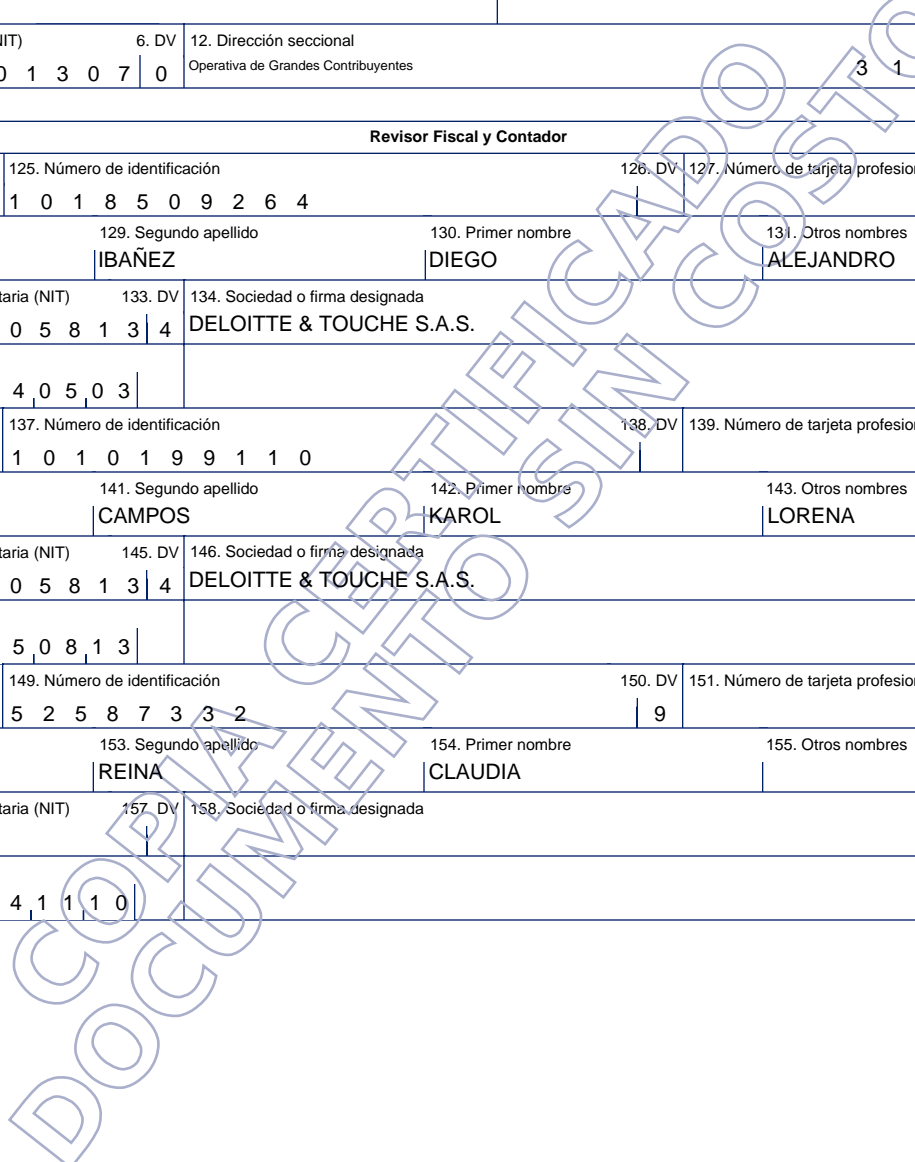 NIT) 6. DV 12. Dirección seccional
0 1 3 0 7 0 Operativa de Grandes Contribuyentes 3 1
Revisor Fiscal y Contador
125. Número de identificación 126. DV 127. Número de tarjeta profesion
1 0 1 8 5 0 9 2 6 4
129. Segundo apellido 130. Primer nombre 131. Otros nombres
IBAÑEZ DIEGO ALEJANDRO
taria (NIT) 133. DV 134. Sociedad o firma designada
0 5 8 1 3 4 DELOITTE & TOUCHE S.A.S.
4 0 5 0 3
137. Número de identificación 138. DV 139. Número de tarjeta profesion
1 0 1 0 1 9 9 1 1 0
141. Segundo apellido 142. Primer nombre 143. Otros nombres
CAMPOS KAROL LORENA
taria (NIT) 145. DV 146. Sociedad o firma designada
0 5 8 1 3 4 DELOITTE & TOUCHE S.A.S.
5 0 8 1 3
149. Número de identificación 150. DV 151. Número de tarjeta profesion
5 2 5 8 7 3 3 2 9
153. Segundo apellido 154. Primer nombre 155. Otros nombres
REINA CLAUDIA
taria (NIT) 157. DV 158. Sociedad o firma designada
4 1 1 1 0
COPIA CERTIFICADO
DOCUMENTO SIN COSTO